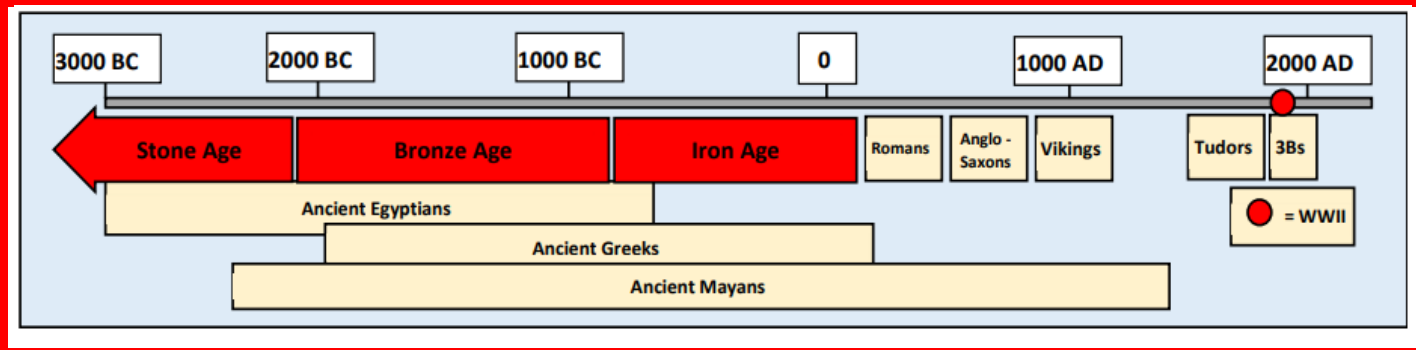 3000 BC
2000 BC
1000 BC
0
1000 AD
2000 AD
Stone Age
Bronze Age
Iron Age
Romans
Anglo -
Saxons
Vikings
Tudors
3Bs
Ancient Egyptians
= WWII
Ancient Greeks
Ancient Mayans